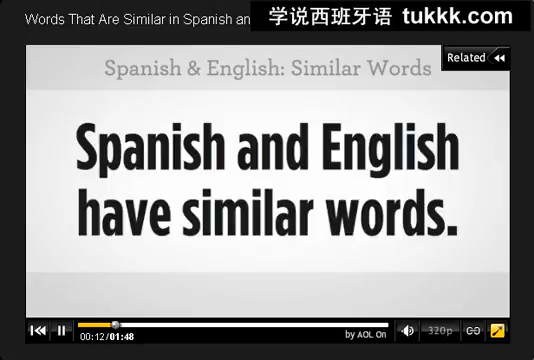 Words That Are Similar in Spanish an
学说西班牙语 tukkk.com
Related
Spanish & English: Similar Words
Spanish and English
have similar words.
00:12/01:48
by AOL On
320p